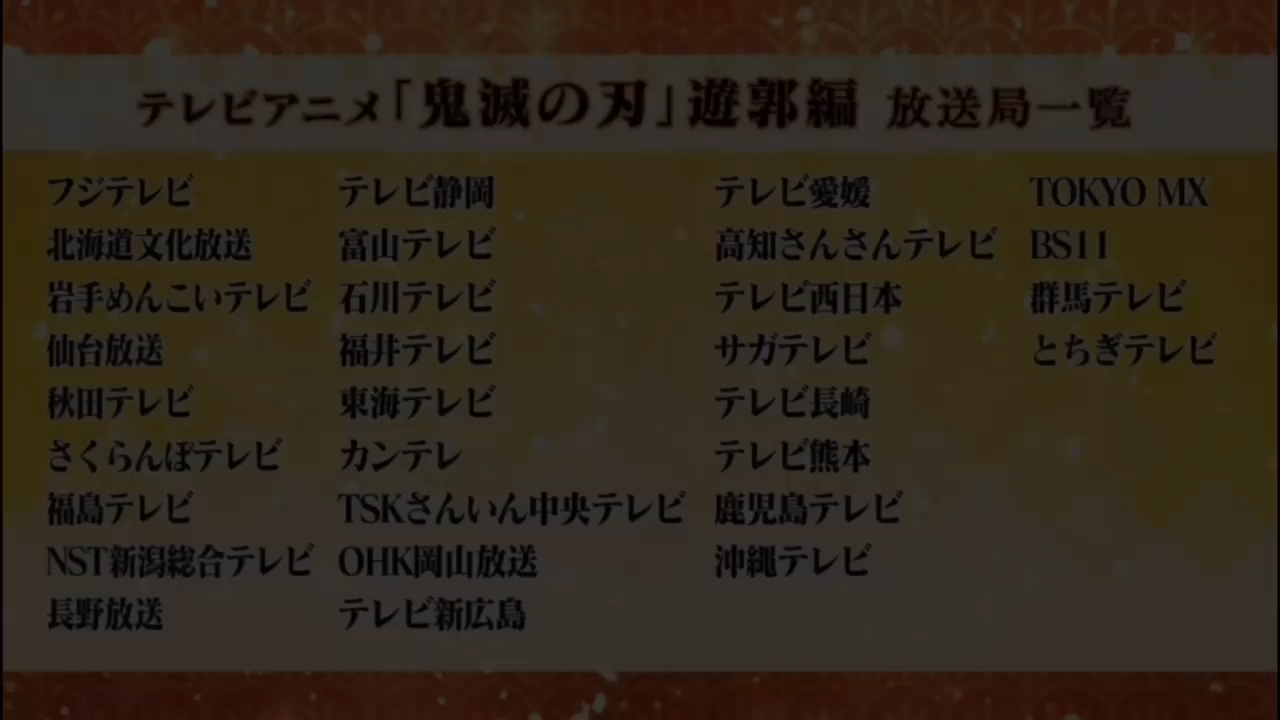 テレビアニメ「鬼滅の刃」遊郭編 放送局一覧
フジテレビ
北海道文化放送
岩手めんこいテレビ
仙台放送
秋田テレビ
さくらんぼテレビ
福島テレビ
NST新潟総合テレビ
長野放送
テレビ静岡
富山テレビ
石川テレビ
福井テレビ
東海テレビ
カンテレ
TSKさんいん中央テレビ
OHK岡山放送
テレビ新広島
テレビ愛媛
高知さんさんテレビ
テレビ西日本
サガテレビ
テレビ長崎
テレビ熊本
鹿児島テレビ
沖縄テレビ
TOKYO MX
BS11
群馬テレビ
とちぎテレビ